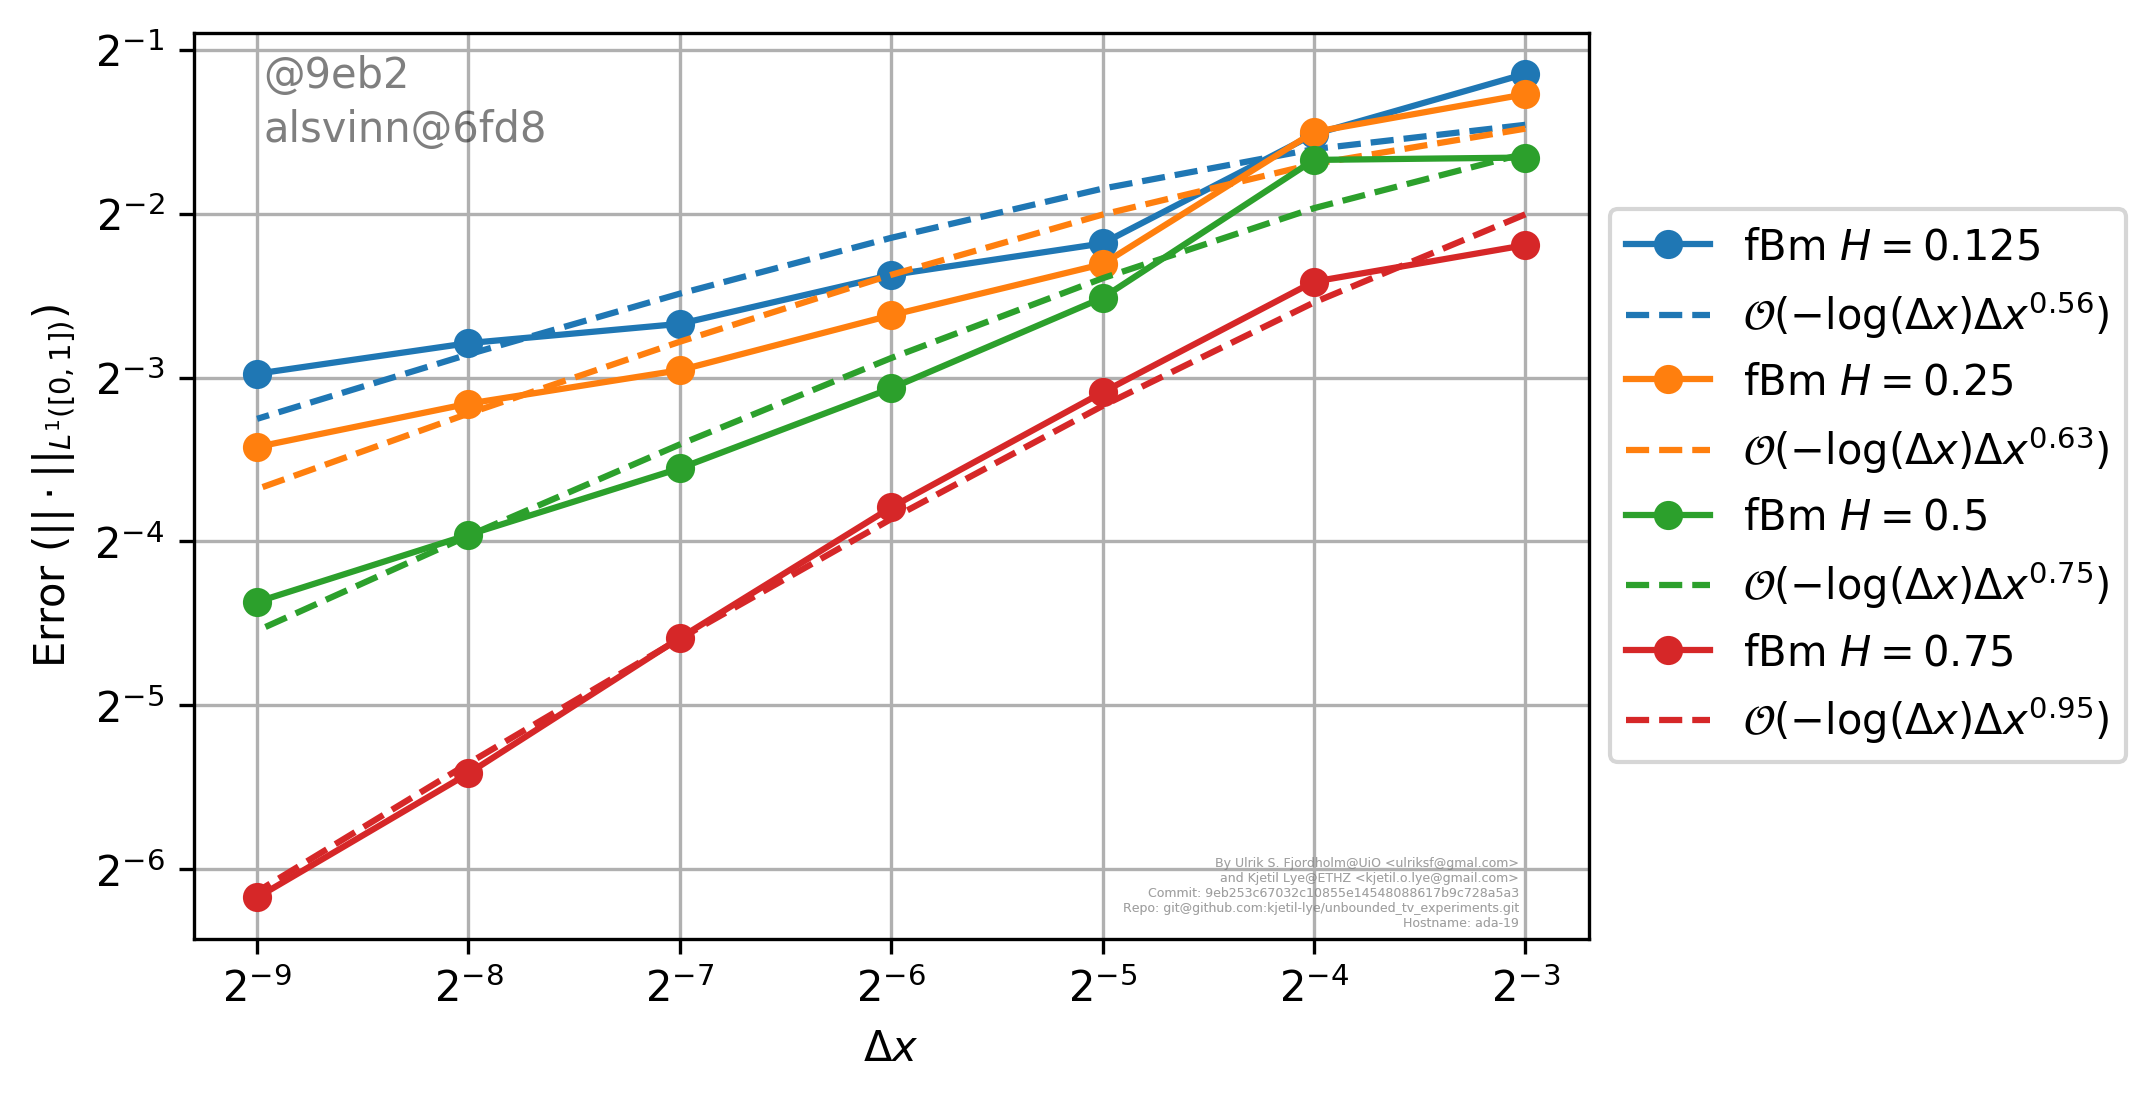 @9eb2
alsvinn@6fd8
2⁻¹
2⁻²
2⁻³
2⁻⁴
2⁻⁵
2⁻⁶
Error (|| · ||_{L¹([0, 1])})
2⁻⁹ 2⁻⁸ 2⁻⁷ 2⁻⁶ 2⁻⁵ 2⁻⁴ 2⁻³
Δx
By Ulrik S. Fjordholm@UiO <ulriksf@gmal.com>
and Kjetil Lye@ETHZ <kjetil.o.lye@gmail.com>
Commit: 9eb253c67032c10855e14548088617b9c728a5a3
Repo: git@github.com:kjetil-lye/unbounded_tv_experiments.git
Hostname: ada-19
fBm H = 0.125
𝒪(−log(Δx)Δx^{0.56})
fBm H = 0.25
𝒪(−log(Δx)Δx^{0.63})
fBm H = 0.5
𝒪(−log(Δx)Δx^{0.75})
fBm H = 0.75
𝒪(−log(Δx)Δx^{0.95})